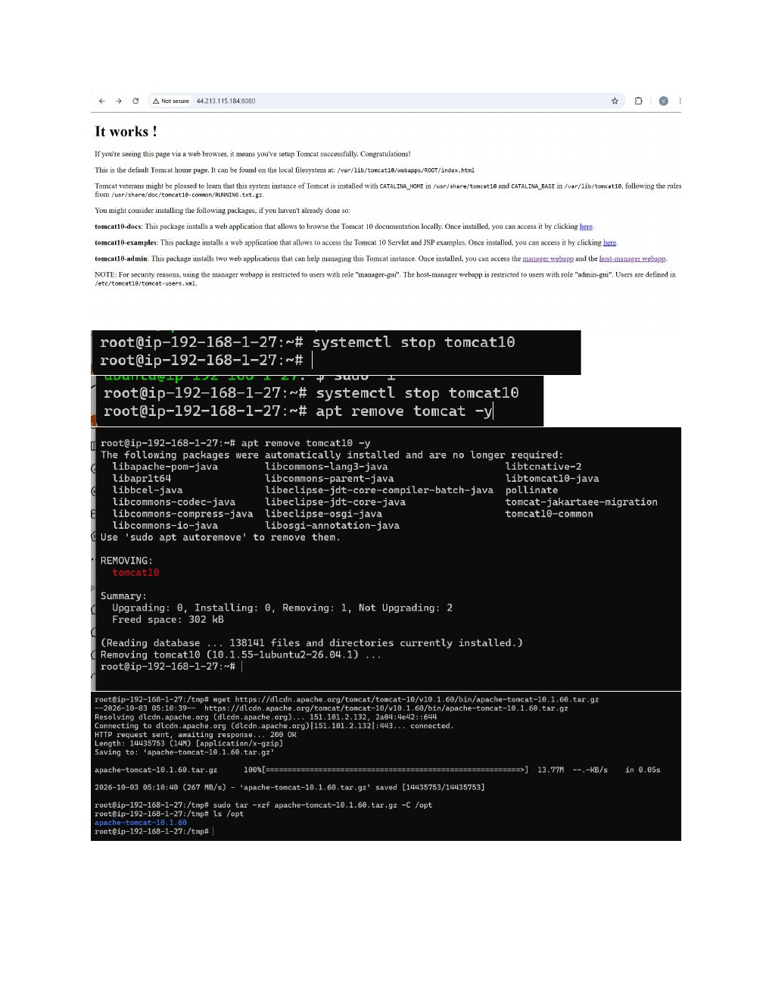 Not secure 44.213.115.184:8080
V
It works !
If you're seeing this page via a web browser, it means you've setup Tomcat successfully. Congratulations!
This is the default Tomcat home page. It can be found on the local filesystem at: /var/lib/tomcat10/webapps/ROOT/index.html
Tomcat veterans might be pleased to learn that this system instance of Tomcat is installed with CATALINA_HOME in /usr/share/tomcat10 and CATALINA_BASE in /var/lib/tomcat10, following the rules
from /usr/share/doc/tomcat10-common/RUNNING.txt.gz.
You might consider installing the following packages, if you haven't already done so:
tomcat10-docs: This package installs a web application that allows to browse the Tomcat 10 documentation locally. Once installed, you can access it by clicking here.
tomcat10-examples: This package installs a web application that allows to access the Tomcat 10 Servlet and JSP examples. Once installed, you can access it by clicking here.
tomcat10-admin: This package installs two web applications that can help managing this Tomcat instance. Once installed, you can access the manager webapp and the host-manager webapp.
NOTE: For security reasons, using the manager webapp is restricted to users with role "manager-gui". The host-manager webapp is restricted to users with role "admin-gui". Users are defined in
/etc/tomcat10/tomcat-users.xml.
root@ip-192-168-1-27:~# systemctl stop tomcat10
root@ip-192-168-1-27:~#
ubuntu@ip-192-168-1-27:~$ sudo -i
root@ip-192-168-1-27:~# systemctl stop tomcat10
root@ip-192-168-1-27:~# apt remove tomcat -y
root@ip-192-168-1-27:~# apt remove tomcat10 -y
The following packages were automatically installed and are no longer required:
libapache-pom-java libcommons-lang3-java libtcnative-2
libapr1t64 libcommons-parent-java libtomcat10-java
libbcel-java libeclipse-jdt-core-compiler-batch-java pollinate
libcommons-codec-java libeclipse-jdt-core-java tomcat-jakartaee-migration
libcommons-compress-java libeclipse-osgi-java tomcat10-common
libcommons-io-java libosgi-annotation-java
Use 'sudo apt autoremove' to remove them.
REMOVING:
tomcat10
Summary:
Upgrading: 0, Installing: 0, Removing: 1, Not Upgrading: 2
Freed space: 302 kB
(Reading database ... 138141 files and directories currently installed.)
Removing tomcat10 (10.1.55-1ubuntu2~26.04.1) ...
root@ip-192-168-1-27:~#
root@ip-192-168-1-27:/tmp# wget https://dlcdn.apache.org/tomcat/tomcat-10/v10.1.60/bin/apache-tomcat-10.1.60.tar.gz
--2026-10-03 05:10:39-- https://dlcdn.apache.org/tomcat/tomcat-10/v10.1.60/bin/apache-tomcat-10.1.60.tar.gz
Resolving dlcdn.apache.org (dlcdn.apache.org)... 151.101.2.132, 2a04:4e42::644
Connecting to dlcdn.apache.org (dlcdn.apache.org)|151.101.2.132|:443... connected.
HTTP request sent, awaiting response... 200 OK
Length: 14435753 (14M) [application/x-gzip]
Saving to: ‘apache-tomcat-10.1.60.tar.gz’
apache-tomcat-10.1.60.tar.gz 100%[==========================================================>] 13.77M --.-KB/s in 0.05s
2026-10-03 05:10:40 (267 MB/s) - ‘apache-tomcat-10.1.60.tar.gz’ saved [14435753/14435753]
root@ip-192-168-1-27:/tmp# sudo tar -xzf apache-tomcat-10.1.60.tar.gz -C /opt
root@ip-192-168-1-27:/tmp# ls /opt
apache-tomcat-10.1.60
root@ip-192-168-1-27:/tmp#